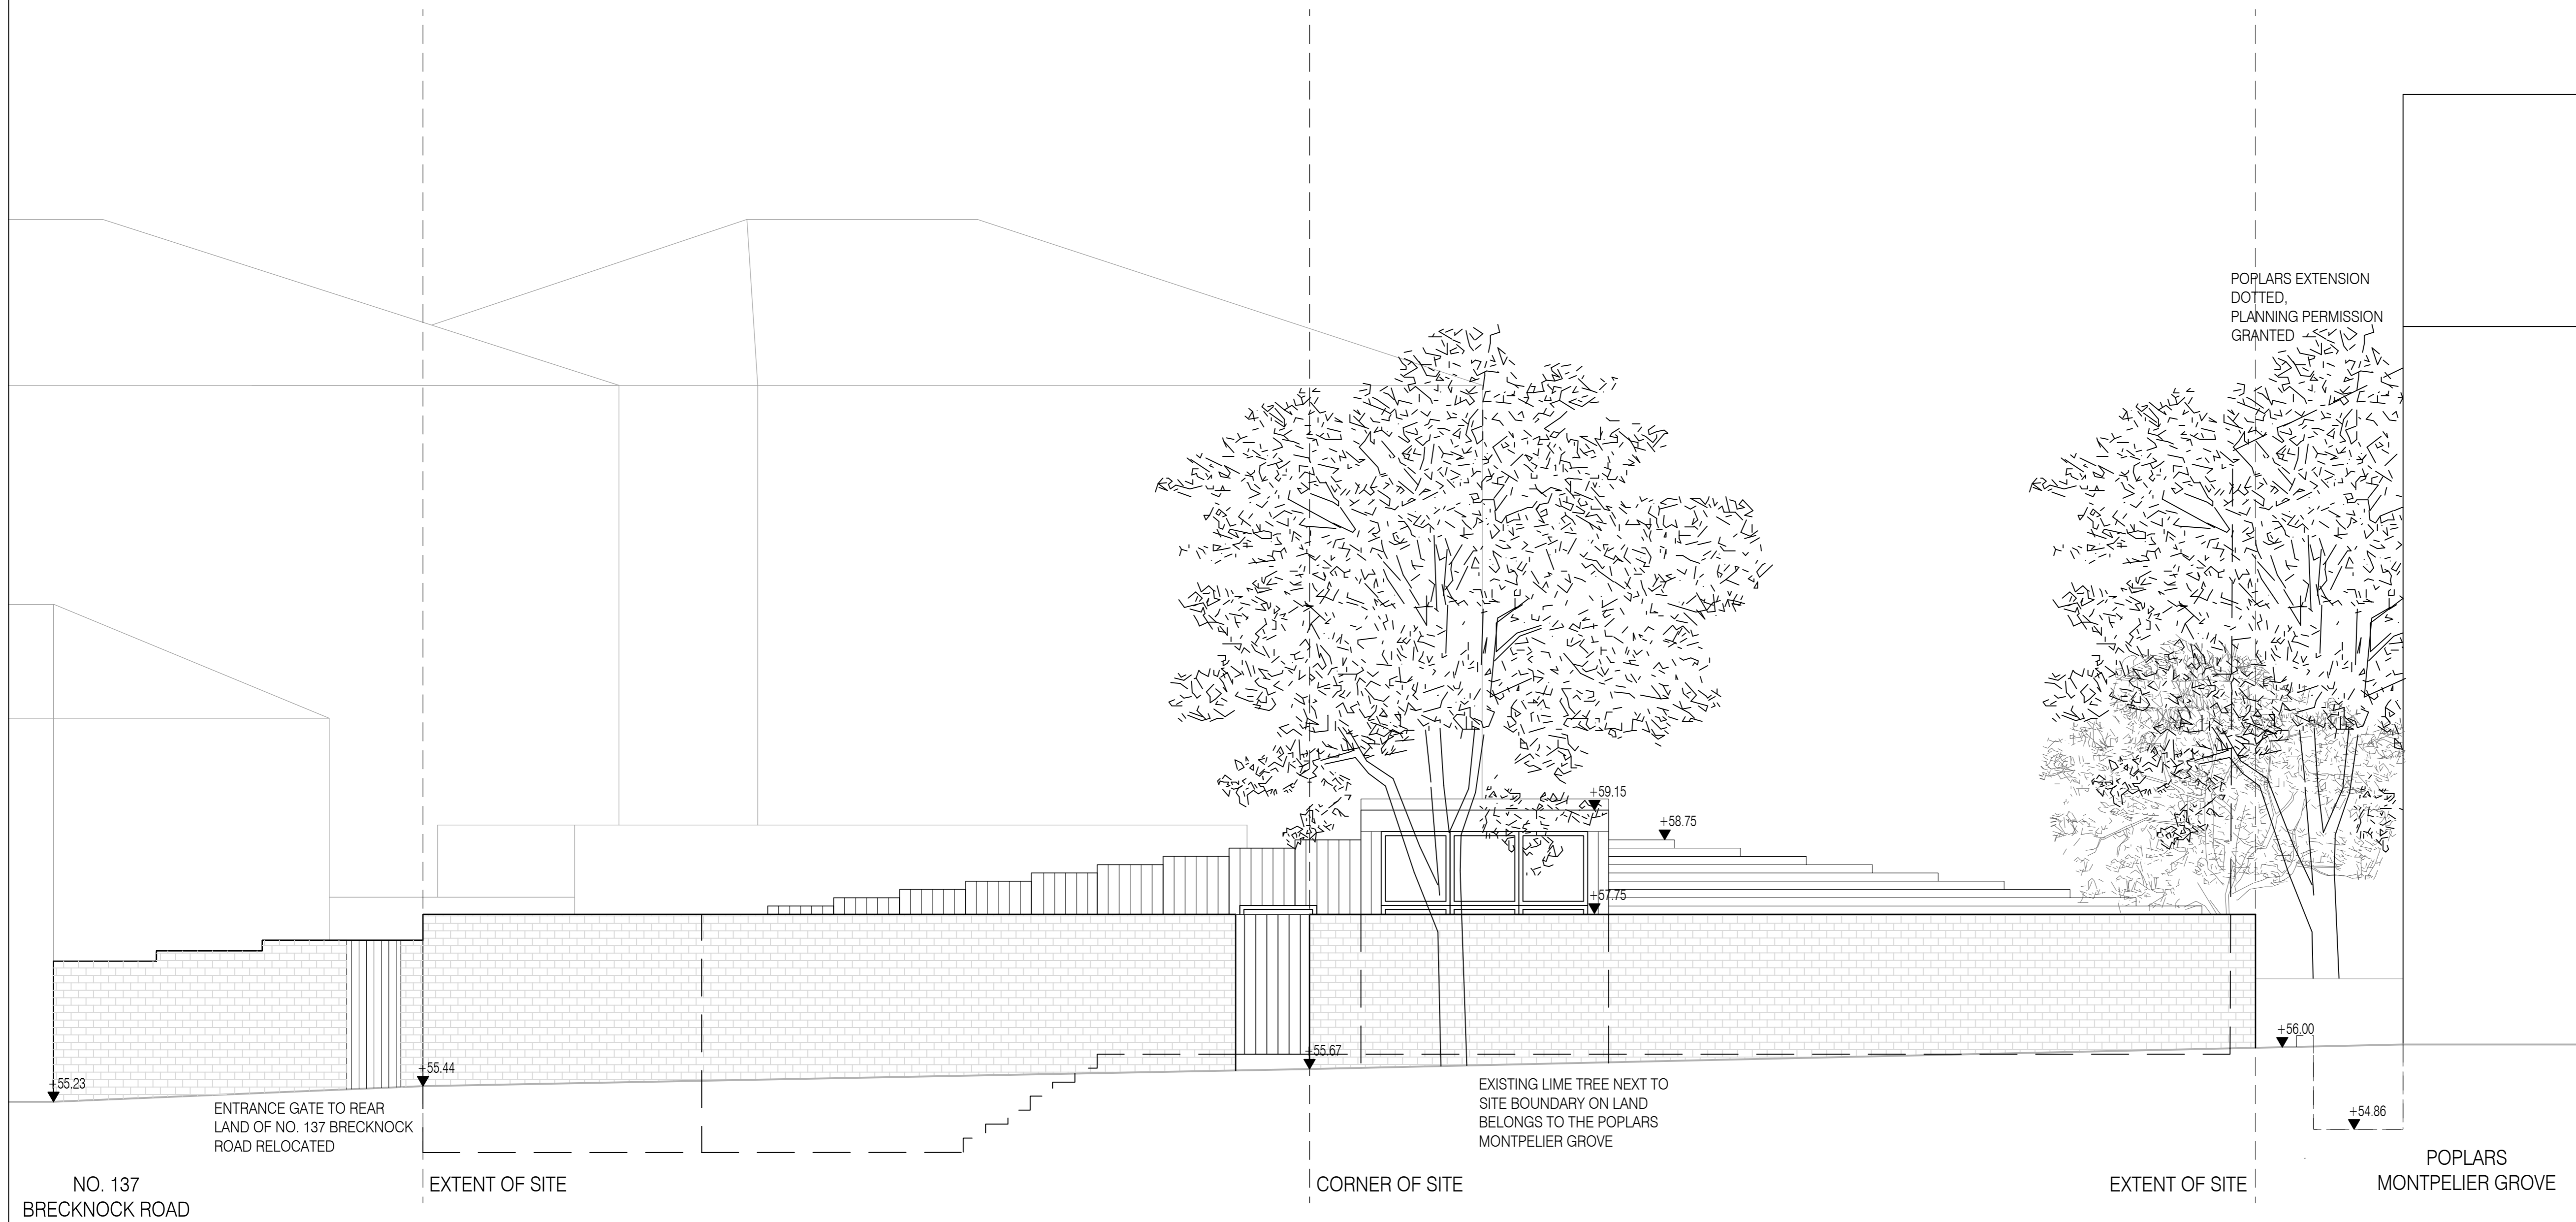 POPLARS EXTENSION
DOTTED,
PLANNING PERMISSION
GRANTED
+59.15
+58.75
+57.75
+56.00
+55.67
+55.44
+55.23
+54.86
ENTRANCE GATE TO REAR
LAND OF NO. 137 BRECKNOCK
ROAD RELOCATED
EXISTING LIME TREE NEXT TO
SITE BOUNDARY ON LAND
BELONGS TO THE POPLARS
MONTPELIER GROVE
NO. 137
BRECKNOCK ROAD
EXTENT OF SITE
CORNER OF SITE
EXTENT OF SITE
POPLARS
MONTPELIER GROVE